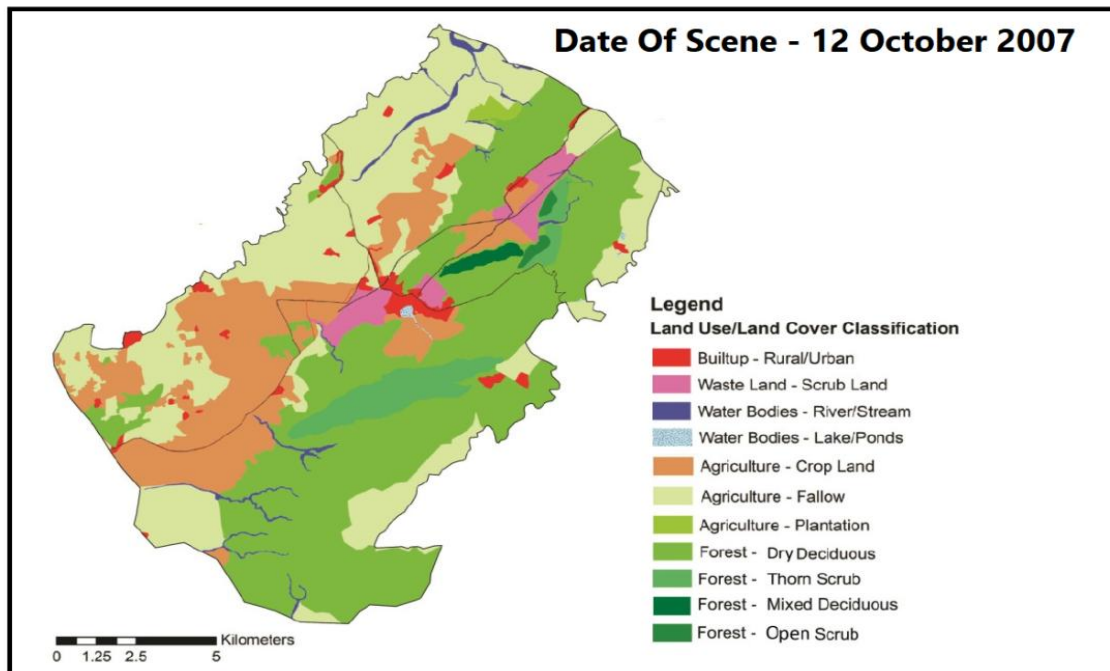 Date Of Scene - 12 October 2007
Legend
Land Use/Land Cover Classification
Builtup - Rural/Urban
Waste Land - Scrub Land
Water Bodies - River/Stream
Water Bodies - Lake/Ponds
Agriculture - Crop Land
Agriculture - Fallow
Agriculture - Plantation
Forest - Dry Deciduous
Forest - Thorn Scrub
Forest - Mixed Deciduous
Forest - Open Scrub
Kilometers
0 1.25 2.5 5